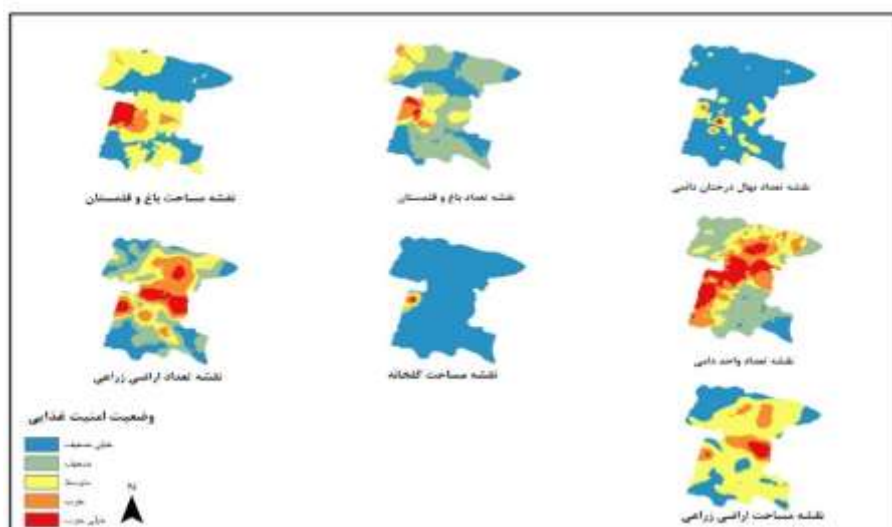 نقشه مساحت باغ و قلمستان
نقشه تعداد باغ و قلمستان
نقشه تعداد نهال درختان دائمی
نقشه تعداد اراضی زراعی
نقشه مساحت گلخانه
نقشه تعداد واحد دامی
نقشه مساحت اراضی زراعی
وضعیت امنیت غذایی
خیلی ضعیف
ضعیف
متوسط
خوب
خیلی خوب
N